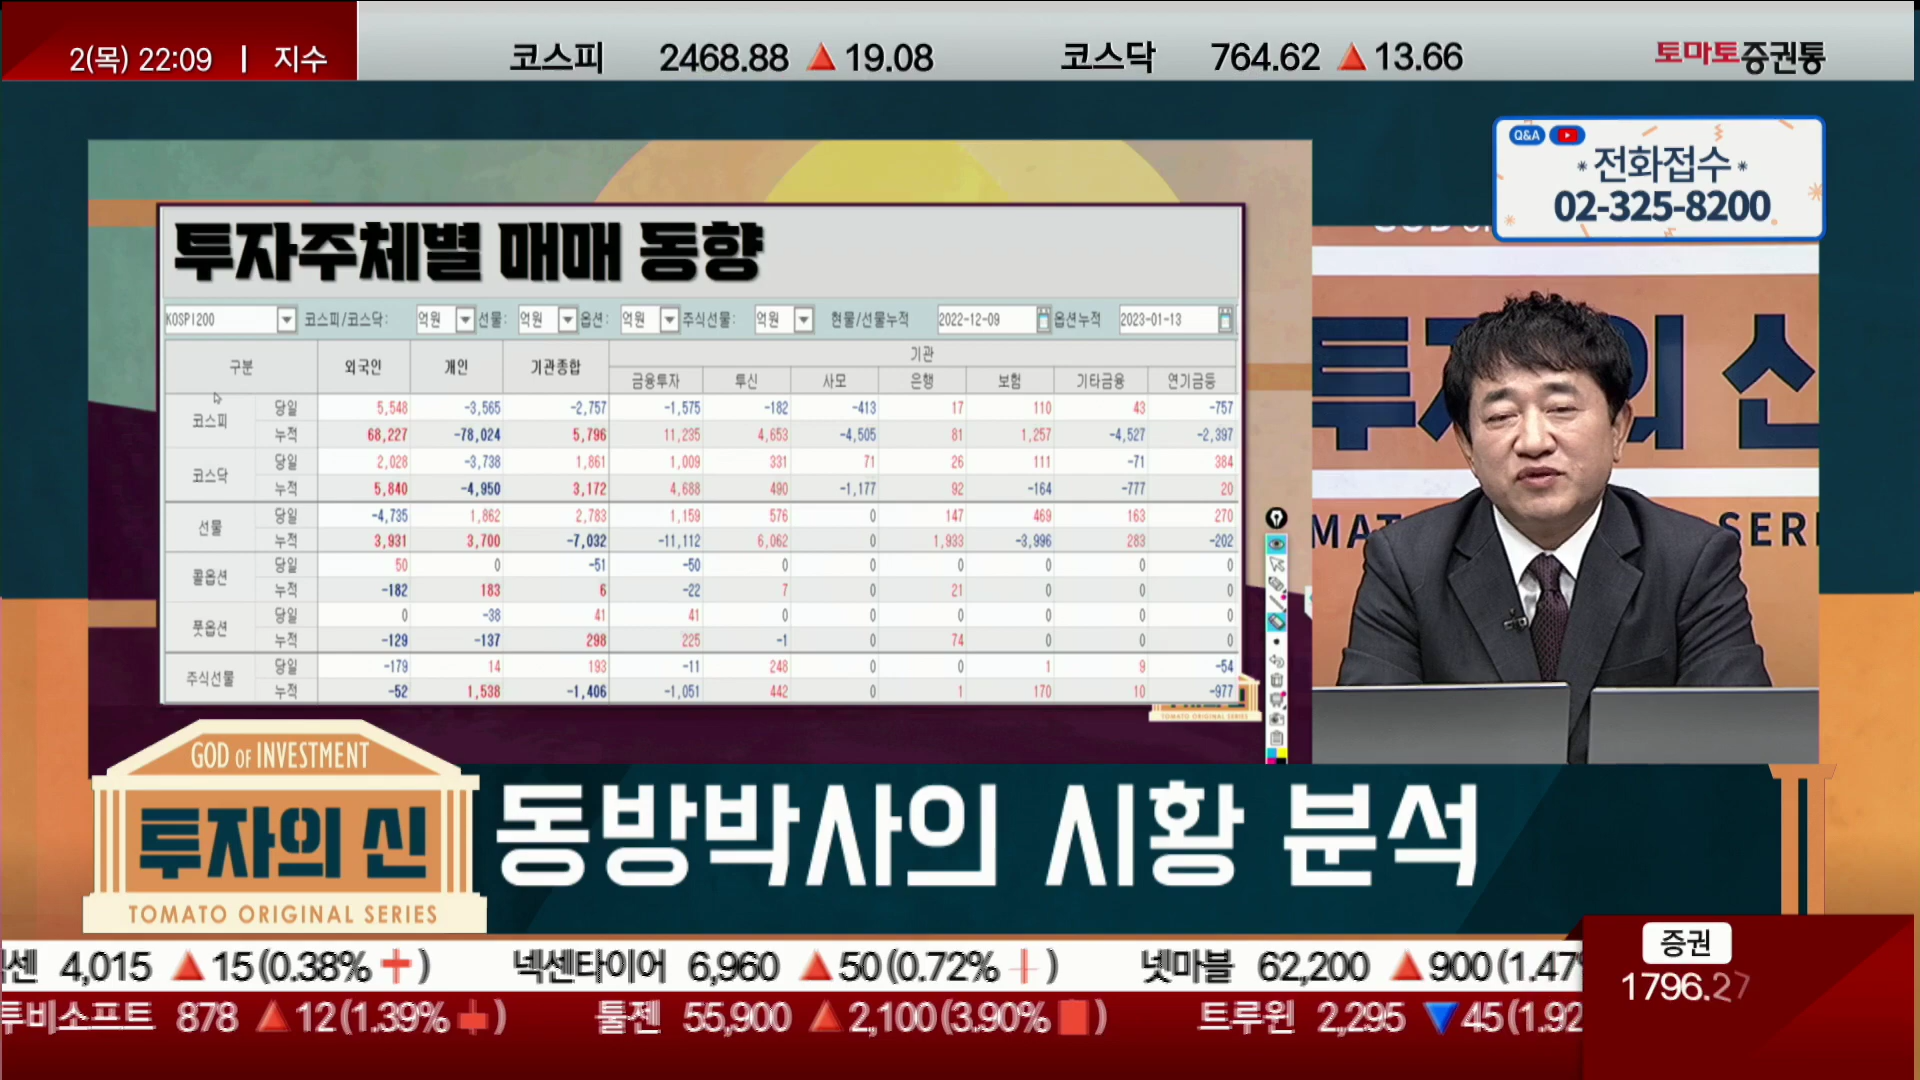 2(목) 22:09 | 지수 코스피 2468.88 ▲ 19.08 코스닥 764.62 ▲ 13.66 토마토증권통
Q&A
전화접수
02-325-8200
투자주체별 매매 동향
KOSPI200 코스피/코스닥: 억원 선물: 억원 옵션: 억원 주식선물: 억원 현물/선물누적 2022-12-09 옵션누적 2023-01-13
구분 외국인 개인 기관종합 기관
금융투자 투신 사모 은행 보험 기타금융 연기금등
코스피 당일 5,548 -3,565 -2,757 -1,575 -182 -413 17 110 43 -757
누적 68,227 -78,024 5,796 11,235 4,653 -4,505 81 1,257 -4,527 -2,397
코스닥 당일 2,028 -3,738 1,861 1,009 331 71 26 111 -71 384
누적 5,840 -4,950 3,172 4,688 490 -1,177 92 -164 -777 20
선물 당일 -4,735 1,862 2,783 1,159 576 0 147 469 163 270
누적 3,931 3,700 -7,032 -11,112 6,062 0 1,933 -3,996 283 -202
콜옵션 당일 50 0 -51 -50 0 0 0 0 0 0
누적 -182 183 6 -22 7 0 21 0 0 0
풋옵션 당일 0 -38 41 41 0 0 0 0 0 0
누적 -129 -137 298 225 -1 0 74 0 0 0
주식선물 당일 -179 14 193 -11 248 0 0 1 9 -54
누적 -52 1,538 -1,406 -1,051 442 0 1 170 10 -977
TOMATO ORIGINAL SERIES
투자의 신
GOD OF INVESTMENT
투자의 신
TOMATO ORIGINAL SERIES
동방박사의 시황 분석
센 4,015 ▲ 15(0.38% + ) 넥센타이어 6,960 ▲ 50(0.72% + ) 넷마블 62,200 ▲ 900(1.47%
투비소프트 878 ▲ 12(1.39% + ) 툴젠 55,900 ▲ 2,100(3.90% ) 트루윈 2,295 ▼ 45(1.92
증권
1796.27